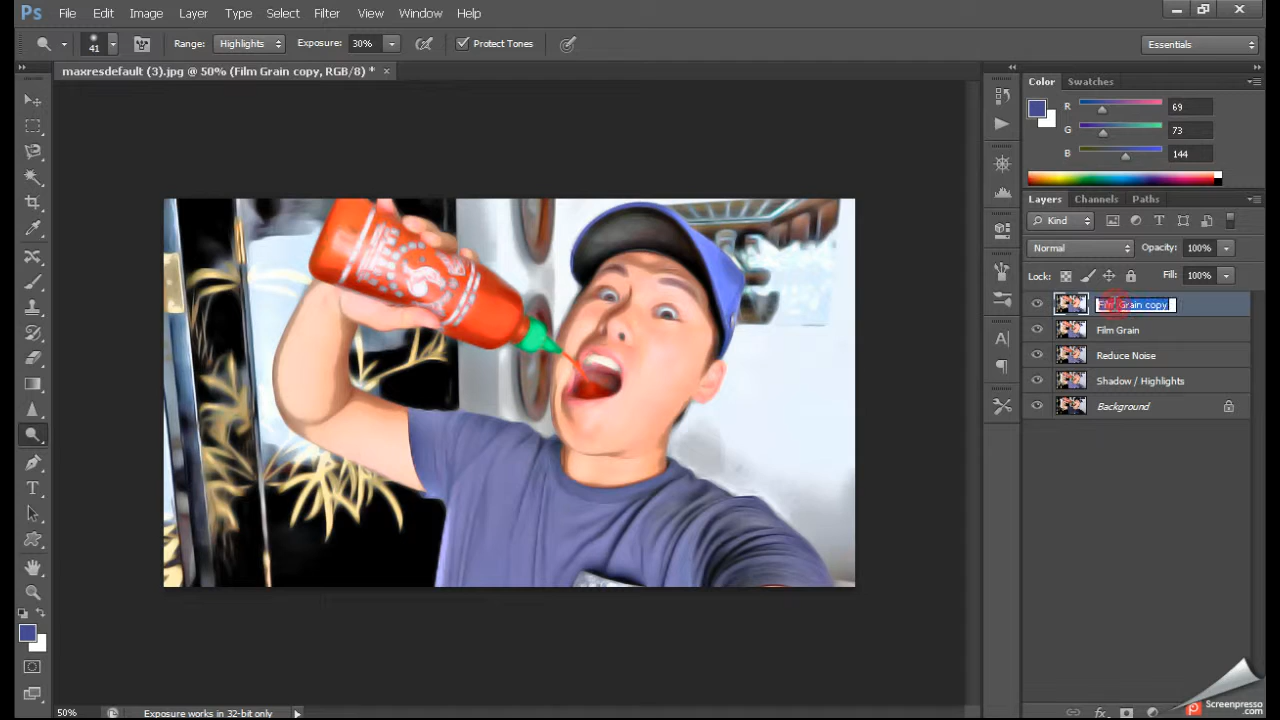 Ps File Edit Image Layer Type Select Filter View Window Help
41 Range: Highlights Exposure: 30% Protect Tones Essentials
maxresdefault (3).jpg @ 50% (Film Grain copy, RGB/8) * ×
Color Swatches
R 69
G 73
B 144
Layers Channels Paths
Kind
Normal Opacity: 100%
Lock: Fill: 100%
Film Grain copy
Film Grain
Reduce Noise
Shadow / Highlights
Background
50% Exposure works in 32-bit only
Screenpresso
.com